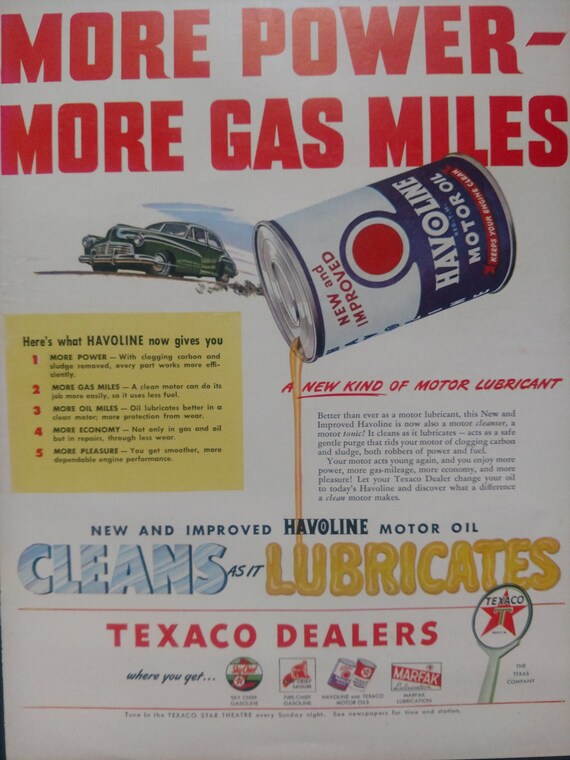 MORE POWER–
MORE GAS MILES
NEW and
IMPROVED
HAVOLINE
MOTOR OIL
KEEPS YOUR ENGINE CLEAN
Here's what HAVOLINE now gives you
1 MORE POWER — With clogging carbon and
sludge removed, every part works more effi-
ciently.
2 MORE GAS MILES — A clean motor can do its
job more easily, so it uses less fuel.
3 MORE OIL MILES — Oil lubricates better in a
clean motor; more protection from wear.
4 MORE ECONOMY — Not only in gas and oil
but in repairs, through less wear.
5 MORE PLEASURE — You get smoother, more
dependable engine performance.
A NEW KIND OF MOTOR LUBRICANT
Better than ever as a motor lubricant, this New and
Improved Havoline is now also a motor cleanser, a
motor tonic! It cleans as it lubricates — acts as a safe
gentle purge that rids your motor of clogging carbon
and sludge, both robbers of power and fuel.
Your motor acts young again, and you enjoy more
power, more gas-mileage, more economy, and more
pleasure! Let your Texaco Dealer change your oil
to today's Havoline and discover what a difference
a clean motor makes.
NEW AND IMPROVED HAVOLINE MOTOR OIL
CLEANS AS IT LUBRICATES
TEXACO
T
TEXACO DEALERS
THE
TEXAS
COMPANY
where you get...
Sky Chief
SKY CHIEF
GASOLINE
FIRE-CHIEF
GASOLINE
HAVOLINE and TEXACO
MOTOR OILS
MARFAK
Lubrication
MARFAK
LUBRICATION
Tune in the TEXACO STAR THEATRE every Sunday night. See newspapers for time and station.